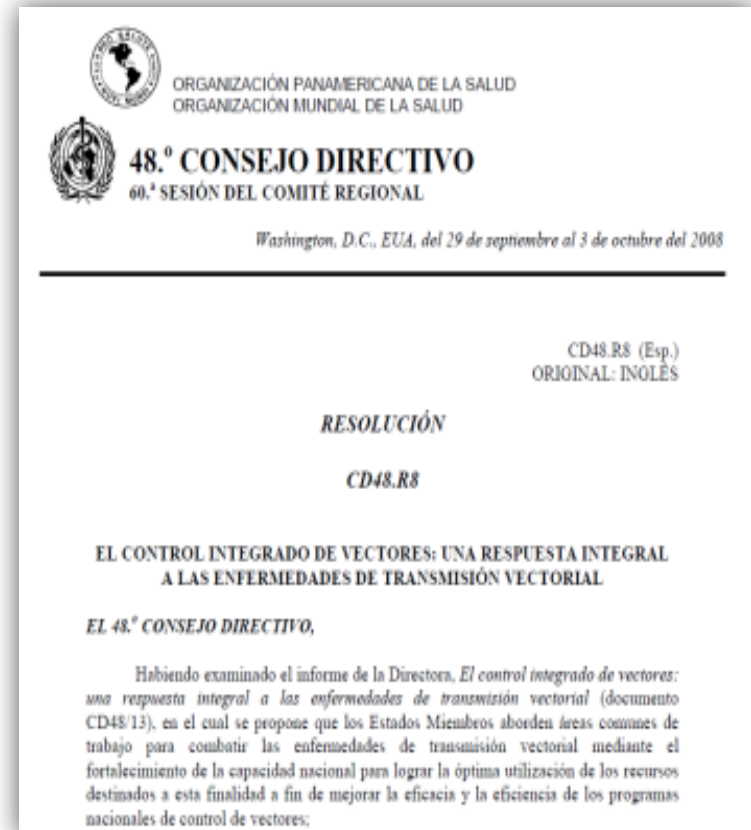 ORGANIZACIÓN PANAMERICANA DE LA SALUD
ORGANIZACIÓN MUNDIAL DE LA SALUD
48.º CONSEJO DIRECTIVO
60.ª SESIÓN DEL COMITÉ REGIONAL
Washington, D.C., EUA, del 29 de septiembre al 3 de octubre del 2008
CD48.R8 (Esp.)
ORIGINAL: INGLÉS
RESOLUCIÓN
CD48.R8
EL CONTROL INTEGRADO DE VECTORES: UNA RESPUESTA INTEGRAL
A LAS ENFERMEDADES DE TRANSMISIÓN VECTORIAL
EL 48.º CONSEJO DIRECTIVO,
Habiendo examinado el informe de la Directora, El control integrado de vectores:
una respuesta integral a las enfermedades de transmisión vectorial (documento
CD48/13), en el cual se propone que los Estados Miembros aborden áreas comunes de
trabajo para combatir las enfermedades de transmisión vectorial mediante el
fortalecimiento de la capacidad nacional para lograr la óptima utilización de los recursos
destinados a esta finalidad a fin de mejorar la eficacia y la eficiencia de los programas
nacionales de control de vectores;